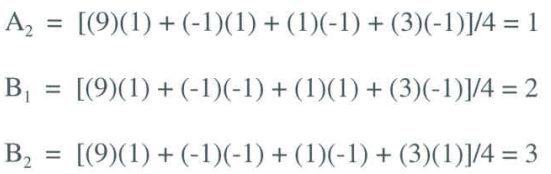 A₂ = [(9)(1) + (-1)(1) + (1)(-1) + (3)(-1)]/4 = 1
B₁ = [(9)(1) + (-1)(-1) + (1)(1) + (3)(-1)]/4 = 2
B₂ = [(9)(1) + (-1)(-1) + (1)(-1) + (3)(1)]/4 = 3